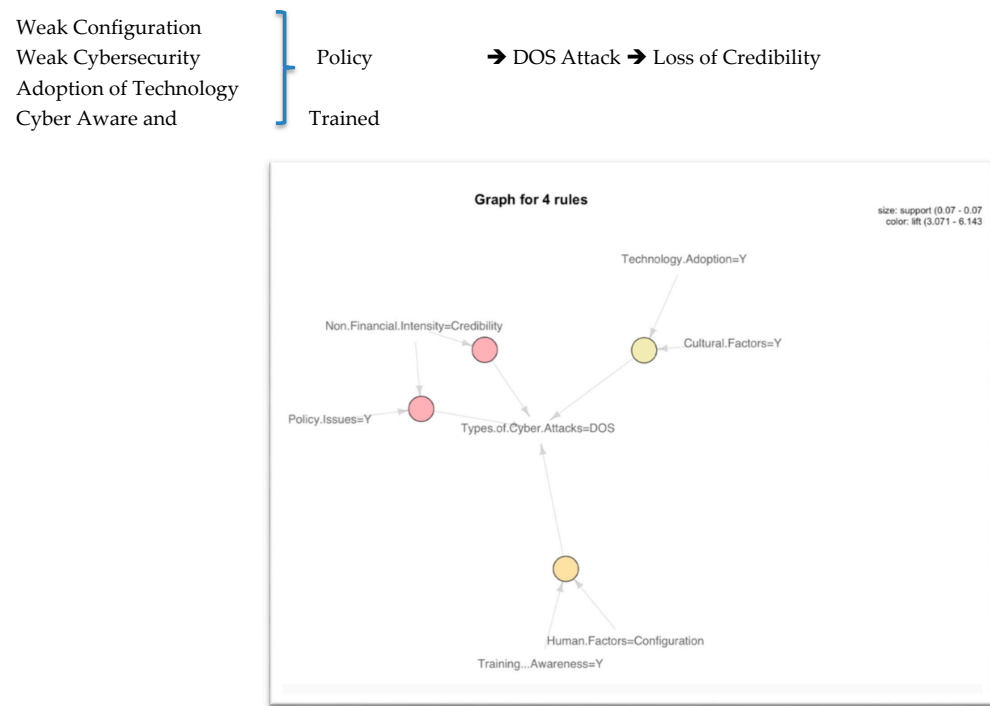 Weak Configuration
Weak Cybersecurity Policy ➔ DOS Attack ➔ Loss of Credibility
Adoption of Technology
Cyber Aware and Trained
Graph for 4 rules
size: support (0.07 - 0.07
color: lift (3.071 - 6.143
Technology.Adoption=Y
Non.Financial.Intensity=Credibility
Cultural.Factors=Y
Policy.Issues=Y
Types.of.Cyber.Attacks=DOS
Human.Factors=Configuration
Training...Awareness=Y